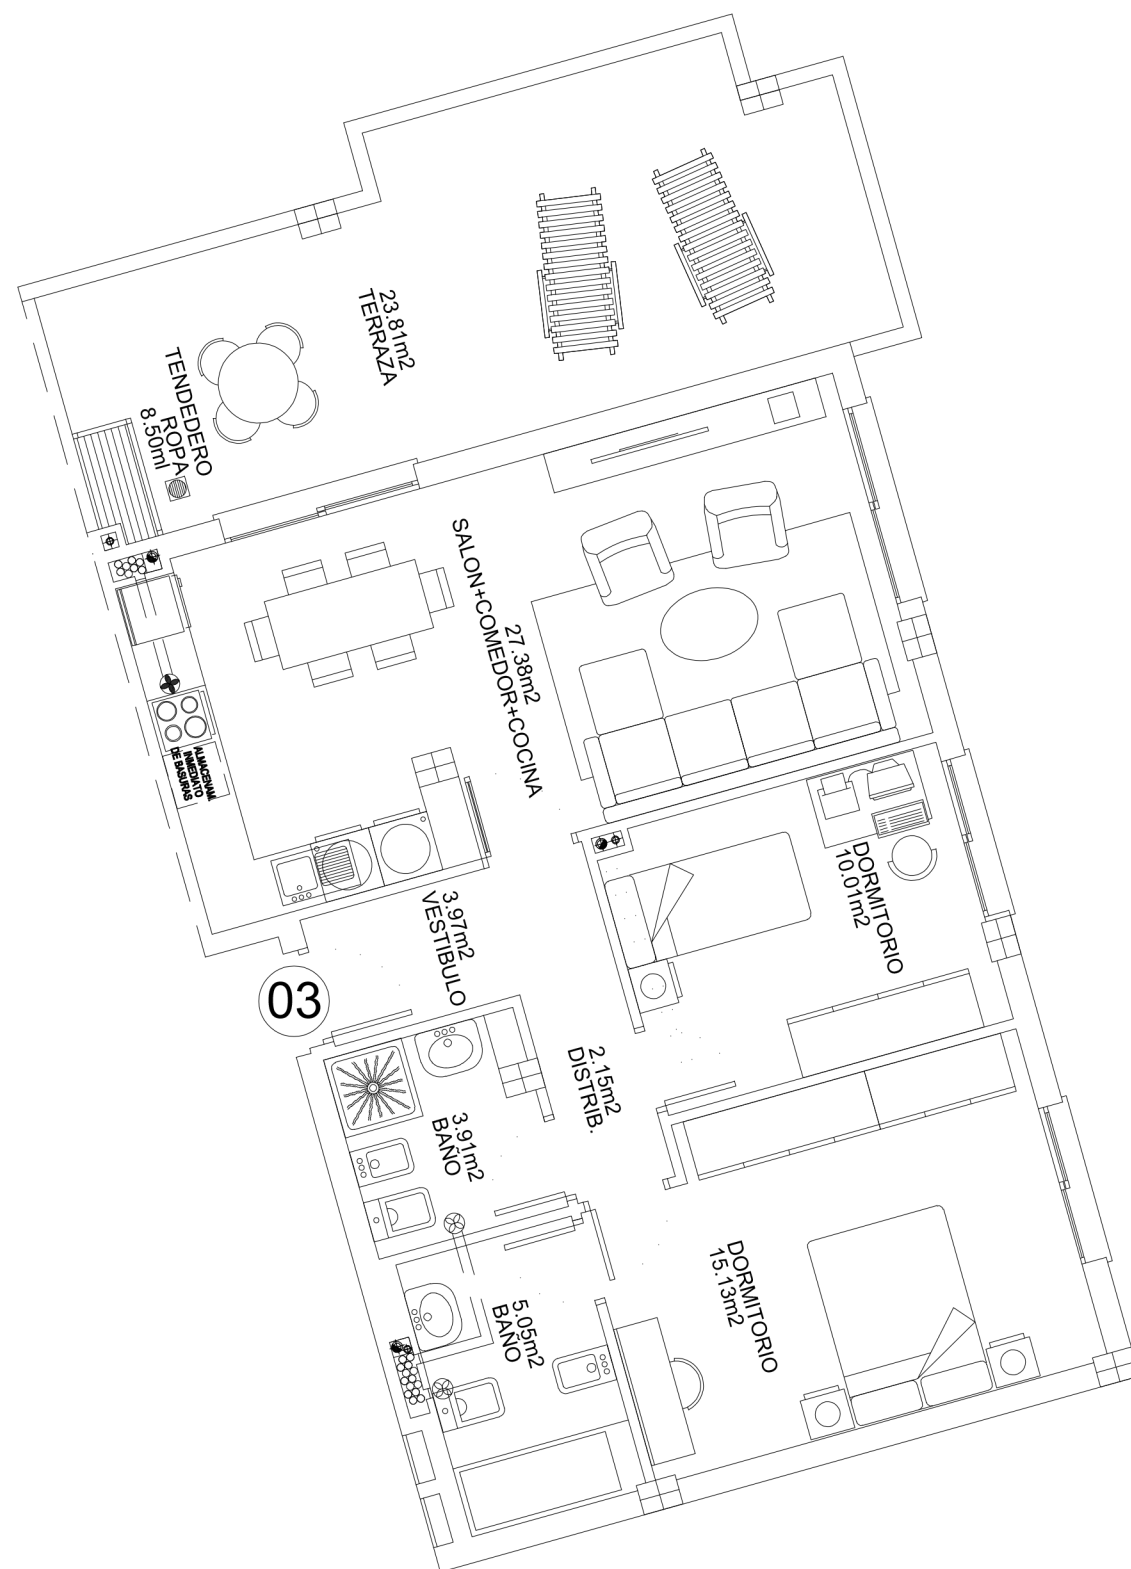 23.81m2
TERRAZA
TENDEDERO
ROPA
8.50ml
27.38m2
SALON+COMEDOR+COCINA
ALMACENAM.
INMEDIATO
DE BASURAS
DORMITORIO
10.01m2
3.97m2
VESTIBULO
03
2.15m2
DISTRIB.
3.91m2
BAÑO
DORMITORIO
15.13m2
5.05m2
BAÑO